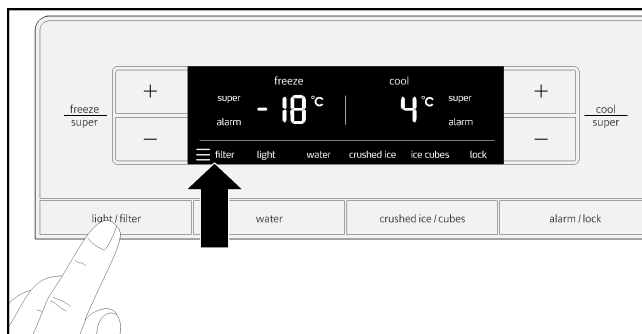 freeze cool
freeze
super
+
−
super
alarm
-18 °C
4 °C
super
alarm
+
−
cool
super
filter light water crushed ice ice cubes lock
light / filter water crushed ice / cubes alarm / lock